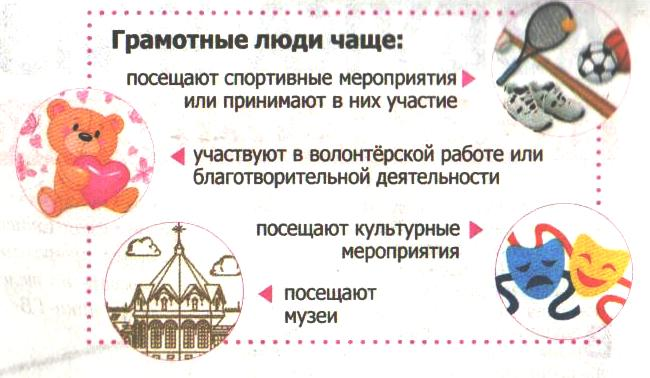 Грамотные люди чаще:
посещают спортивные мероприятия
или принимают в них участие
участвуют в волонтёрской работе или
благотворительной деятельности
посещают культурные
мероприятия
посещают
музеи